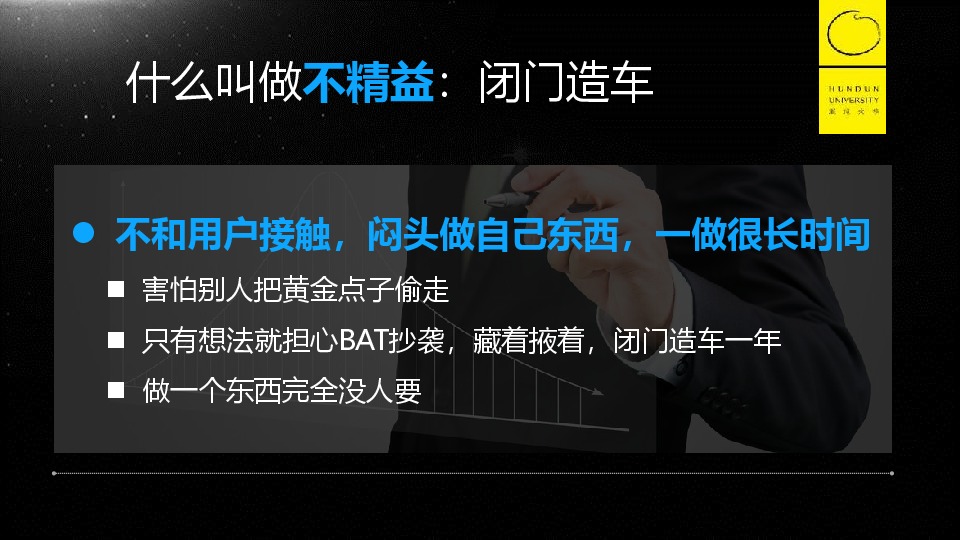 什么叫做不精益：闭门造车
HUNDUN
UNIVERSITY
混沌大学
不和用户接触，闷头做自己东西，一做很长时间
害怕别人把黄金点子偷走
只有想法就担心BAT抄袭，藏着掖着，闭门造车一年
做一个东西完全没人要